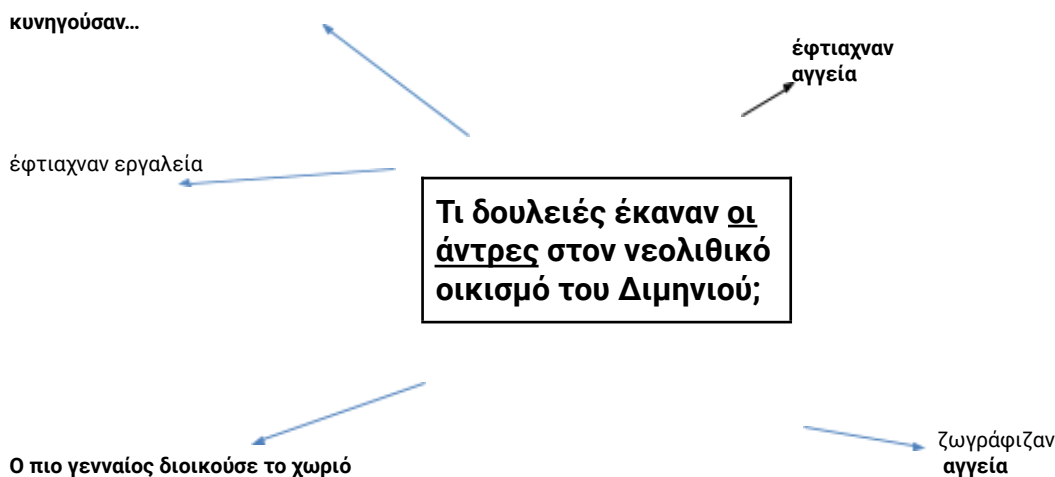 κυνηγούσαν...
έφτιαχναν
αγγεία
έφτιαχναν εργαλεία
Τι δουλειές έκαναν οι
άντρες στον νεολιθικό
οικισμό του Διμηνιού;
Ο πιο γενναίος διοικούσε το χωριό
ζωγράφιζαν
αγγεία